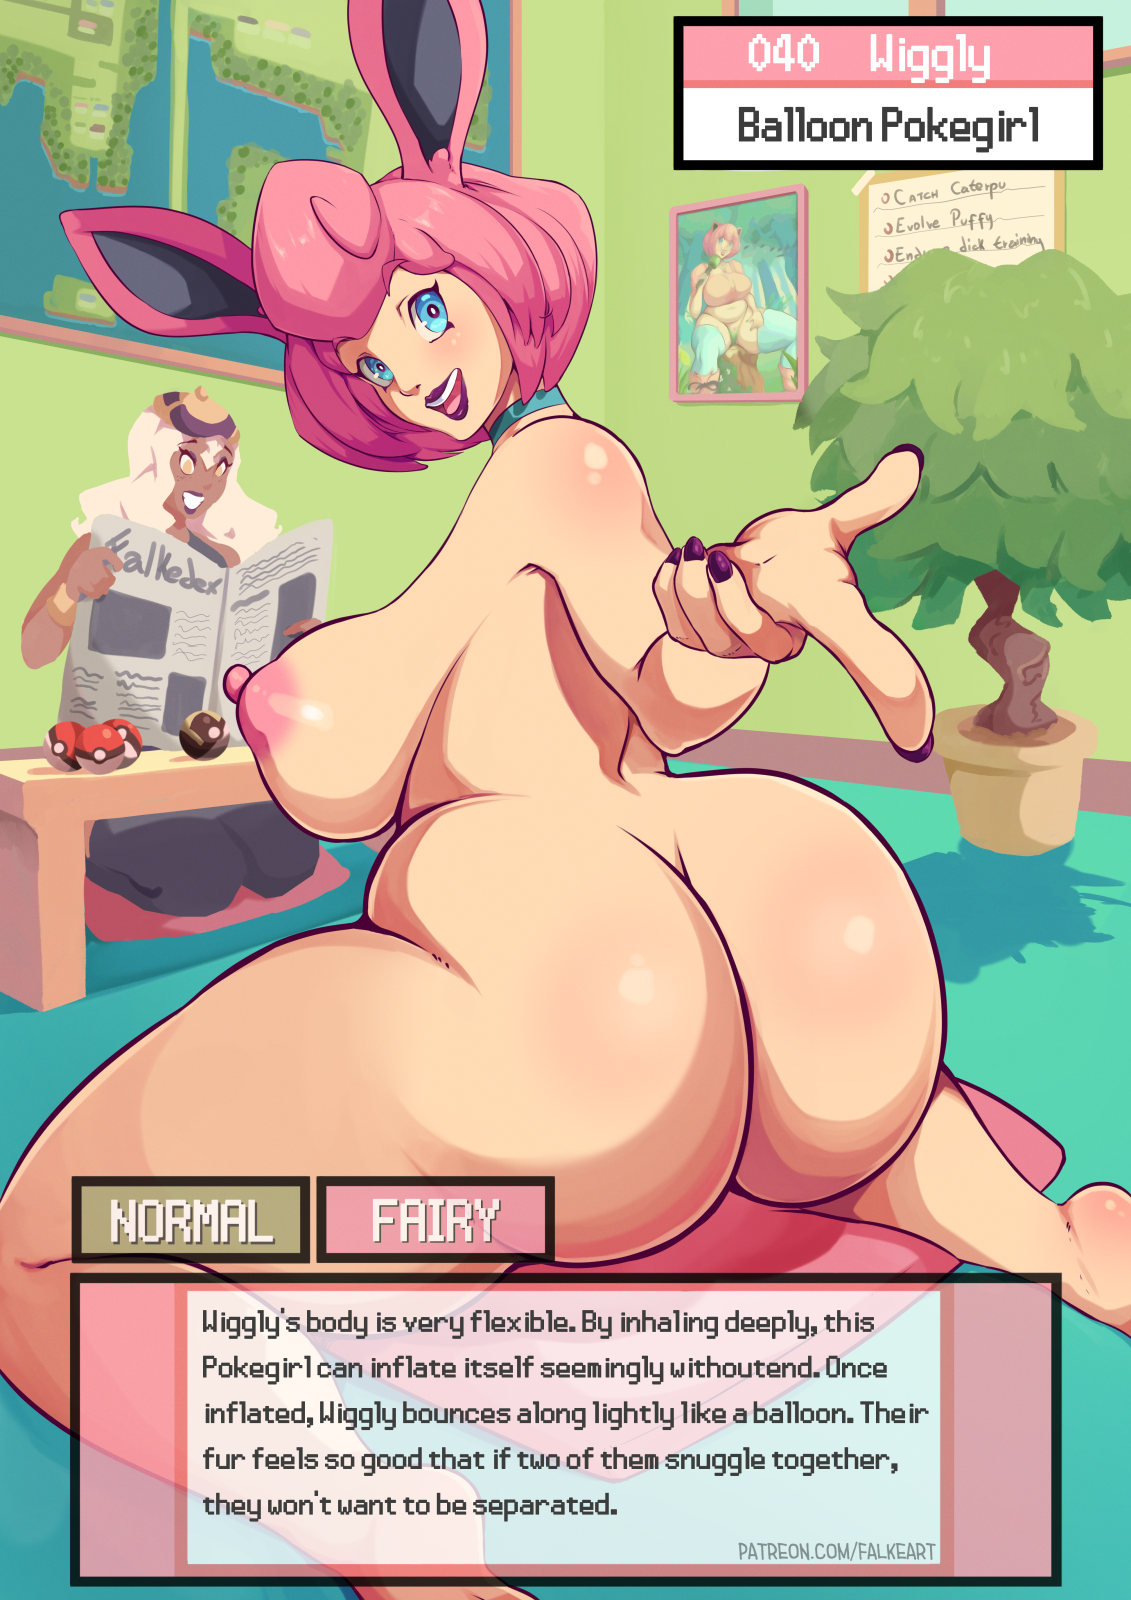 040 Wiggly
Balloon Pokegirl
Catch Caterpu
Evolve Puffy
dick training
Falkedex
NORMAL
FAIRY
Wiggly's body is very flexible. By inhaling deeply, this
Pokegirl can inflate itself seemingly withoutend. Once
inflated, Wiggly bounces along lightly like a balloon. Their
fur feels so good that if two of them snuggle together,
they won't want to be separated.
PATREON.COM/FALKEART